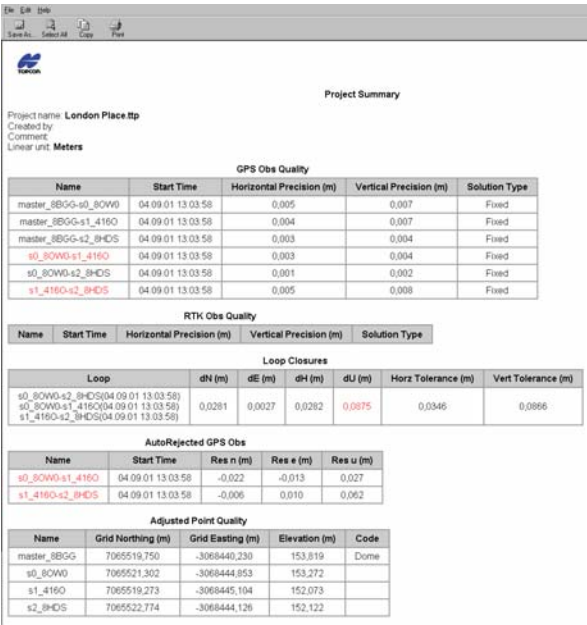 File Edit Help
Save As.. Select All Copy Print
TOPCON
Project Summary
Project name: London Place.ttp
Created by:
Comment:
Linear unit: Meters
GPS Obs Quality
Name Start Time Horizontal Precision (m) Vertical Precision (m) Solution Type
master_8BGG-s0_8OW0 04.09.01 13:03:58 0,005 0,007 Fixed
master_8BGG-s1_416O 04.09.01 13:03:58 0,004 0,007 Fixed
master_8BGG-s2_8HDS 04.09.01 13:03:58 0,003 0,004 Fixed
s0_8OW0-s1_416O 04.09.01 13:03:58 0,003 0,004 Fixed
s0_8OW0-s2_8HDS 04.09.01 13:03:58 0,001 0,002 Fixed
s1_416O-s2_8HDS 04.09.01 13:03:58 0,005 0,008 Fixed
RTK Obs Quality
Name Start Time Horizontal Precision (m) Vertical Precision (m) Solution Type
Loop Closures
Loop dN (m) dE (m) dH (m) dU (m) Horz Tolerance (m) Vert Tolerance (m)
s0_8OW0-s2_8HDS(04.09.01 13:03:58)
s0_8OW0-s1_416O(04.09.01 13:03:58) 0,0281 0,0027 0,0282 0,0875 0,0346 0,0866
s1_416O-s2_8HDS(04.09.01 13:03:58)
AutoRejected GPS Obs
Name Start Time Res n (m) Res e (m) Res u (m)
s0_8OW0-s1_416O 04.09.01 13:03:58 -0,022 -0,013 0,027
s1_416O-s2_8HDS 04.09.01 13:03:58 -0,006 0,010 0,062
Adjusted Point Quality
Name Grid Northing (m) Grid Easting (m) Elevation (m) Code
master_8BGG 7065519,750 -3068440,230 153,819 Dome
s0_8OW0 7065521,302 -3068444,853 153,272
s1_416O 7065519,273 -3068445,104 152,073
s2_8HDS 7065522,774 -3068444,126 152,122